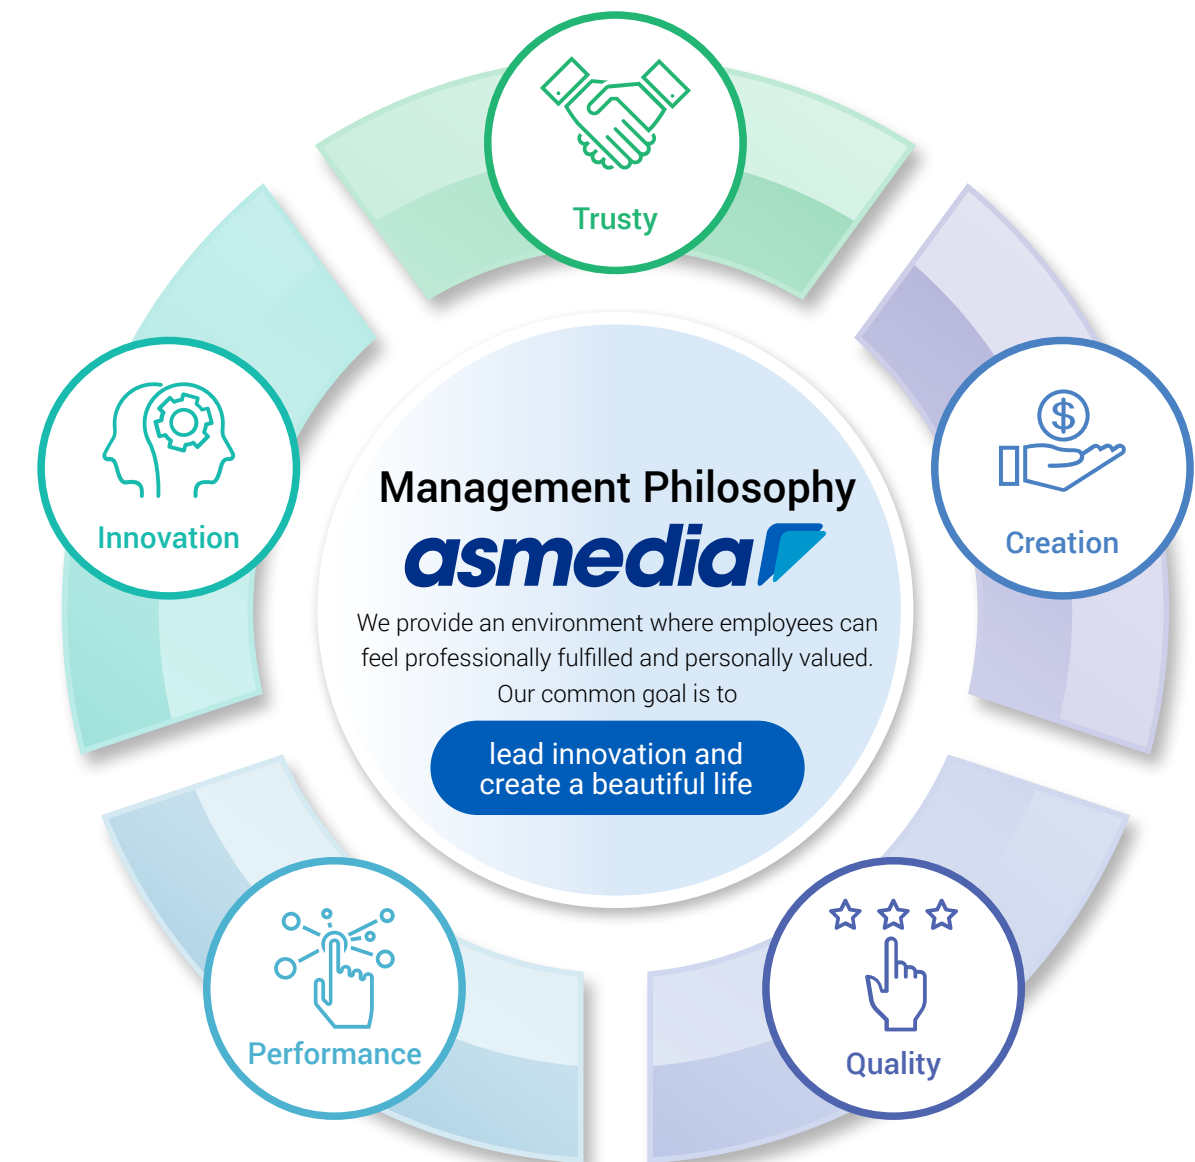 Trusty
Innovation
$
Creation
Management Philosophy
asmedia
We provide an environment where employees can
feel professionally fulfilled and personally valued.
Our common goal is to
lead innovation and
create a beautiful life
Performance
Quality